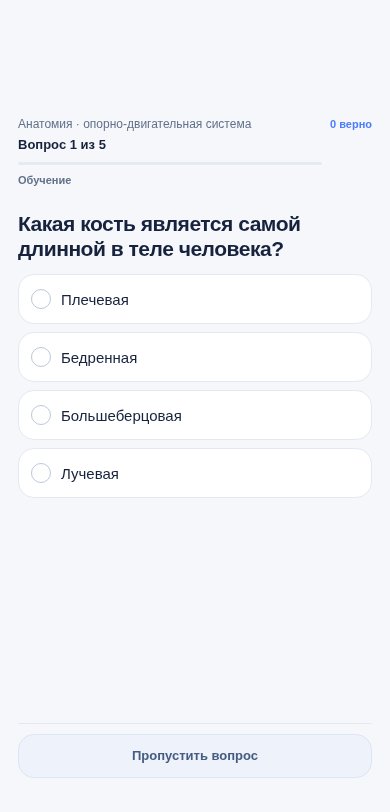 Анатомия · опорно-двигательная система
0 верно
Вопрос 1 из 5
Обучение
Какая кость является самой
длинной в теле человека?
Плечевая
Бедренная
Большеберцовая
Лучевая
Пропустить вопрос